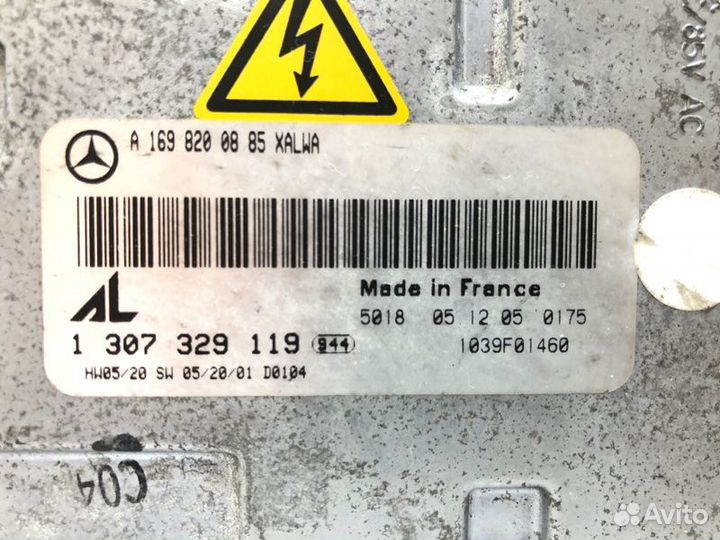 /85V AC
A 169 820 08 85 XALWA
AL
Made in France
5018 05 12 05 0175
1 307 329 119 944
1039F01460
HW05/20 SW 05/20/01 D0104
C04
Avito